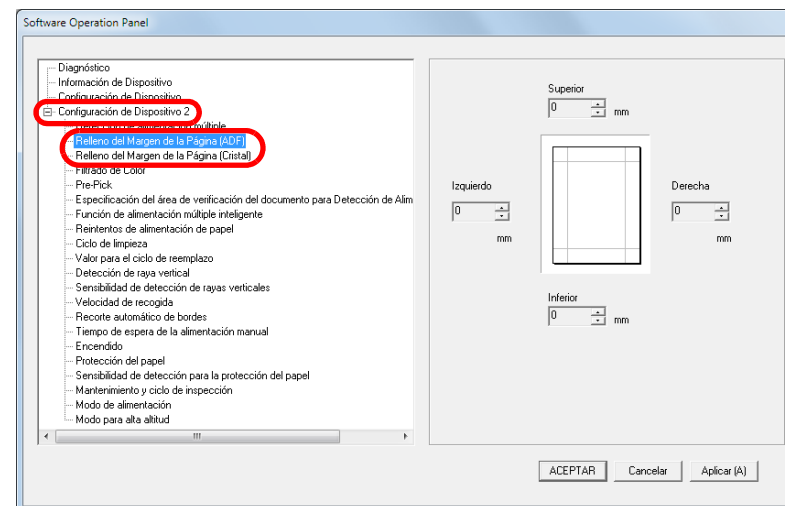 Software Operation Panel
Diagnóstico
Información de Dispositivo
Configuración de Dispositivo
Configuración de Dispositivo 2
Detección de alimentación múltiple
Relleno del Margen de la Página (ADF)
Relleno del Margen de la Página (Cristal)
Filtrado de Color
Pre-Pick
Especificación del área de verificación del documento para Detección de Alim
Función de alimentación múltiple inteligente
Reintentos de alimentación de papel
Ciclo de limpieza
Valor para el ciclo de reemplazo
Detección de raya vertical
Sensibilidad de detección de rayas verticales
Velocidad de recogida
Recorte automático de bordes
Tiempo de espera de la alimentación manual
Encendido
Protección del papel
Sensibilidad de detección para la protección del papel
Mantenimiento y ciclo de inspección
Modo de alimentación
Modo para alta altitud
Superior
0 mm
Izquierdo
0
mm
Derecha
0
mm
Inferior
0 mm
ACEPTAR Cancelar Aplicar (A)